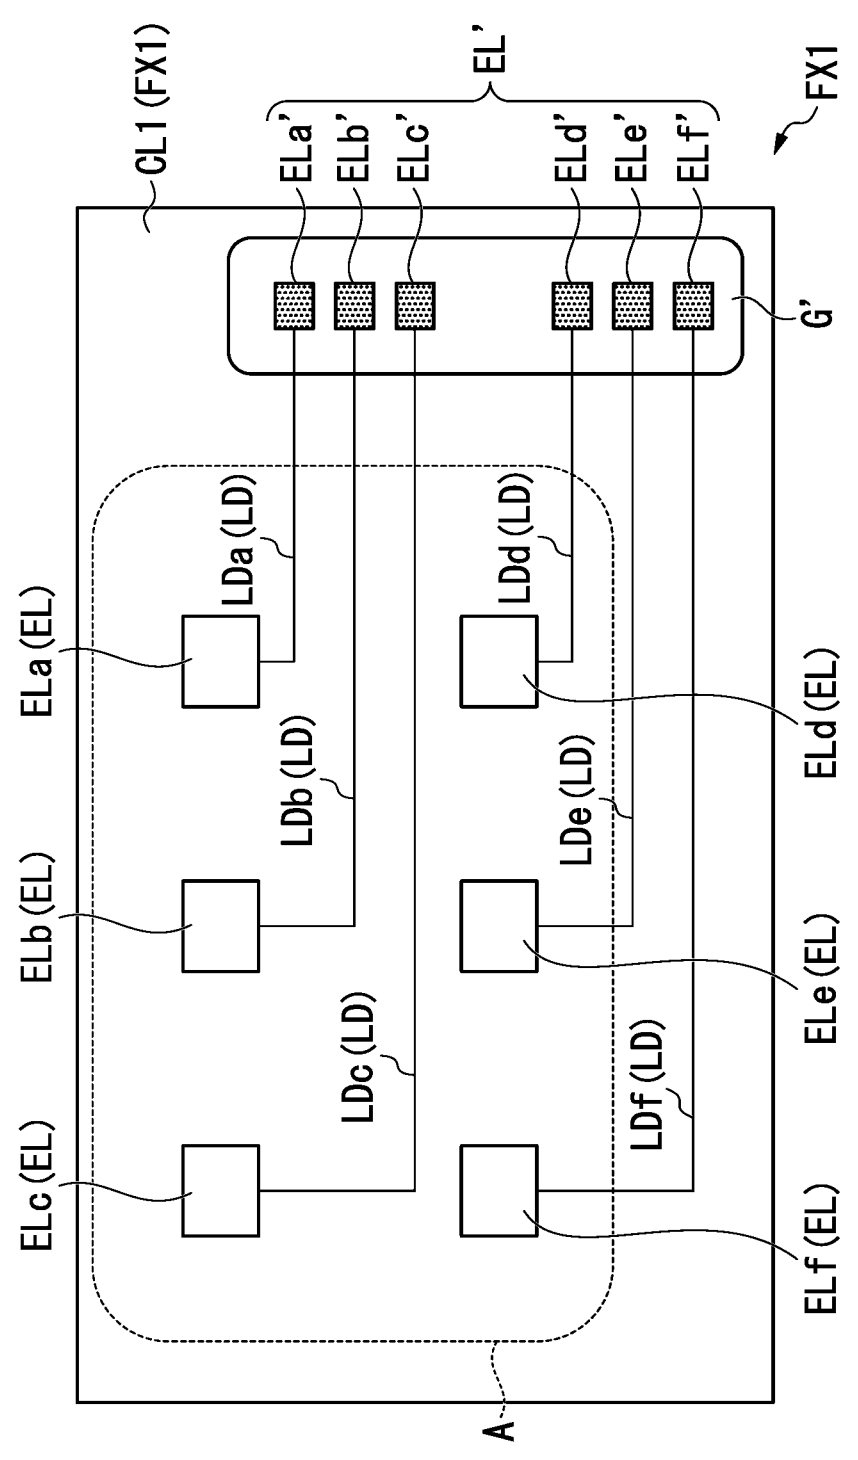 FX1
EL'
CL1(FX1)
ELa'
ELb'
ELc'
ELd'
ELe'
ELf'
G'
LDa(LD)
LDd(LD)
ELa(EL)
ELd(EL)
LDb(LD)
LDe(LD)
ELb(EL)
ELe(EL)
LDc(LD)
LDf(LD)
ELc(EL)
ELf(EL)
A